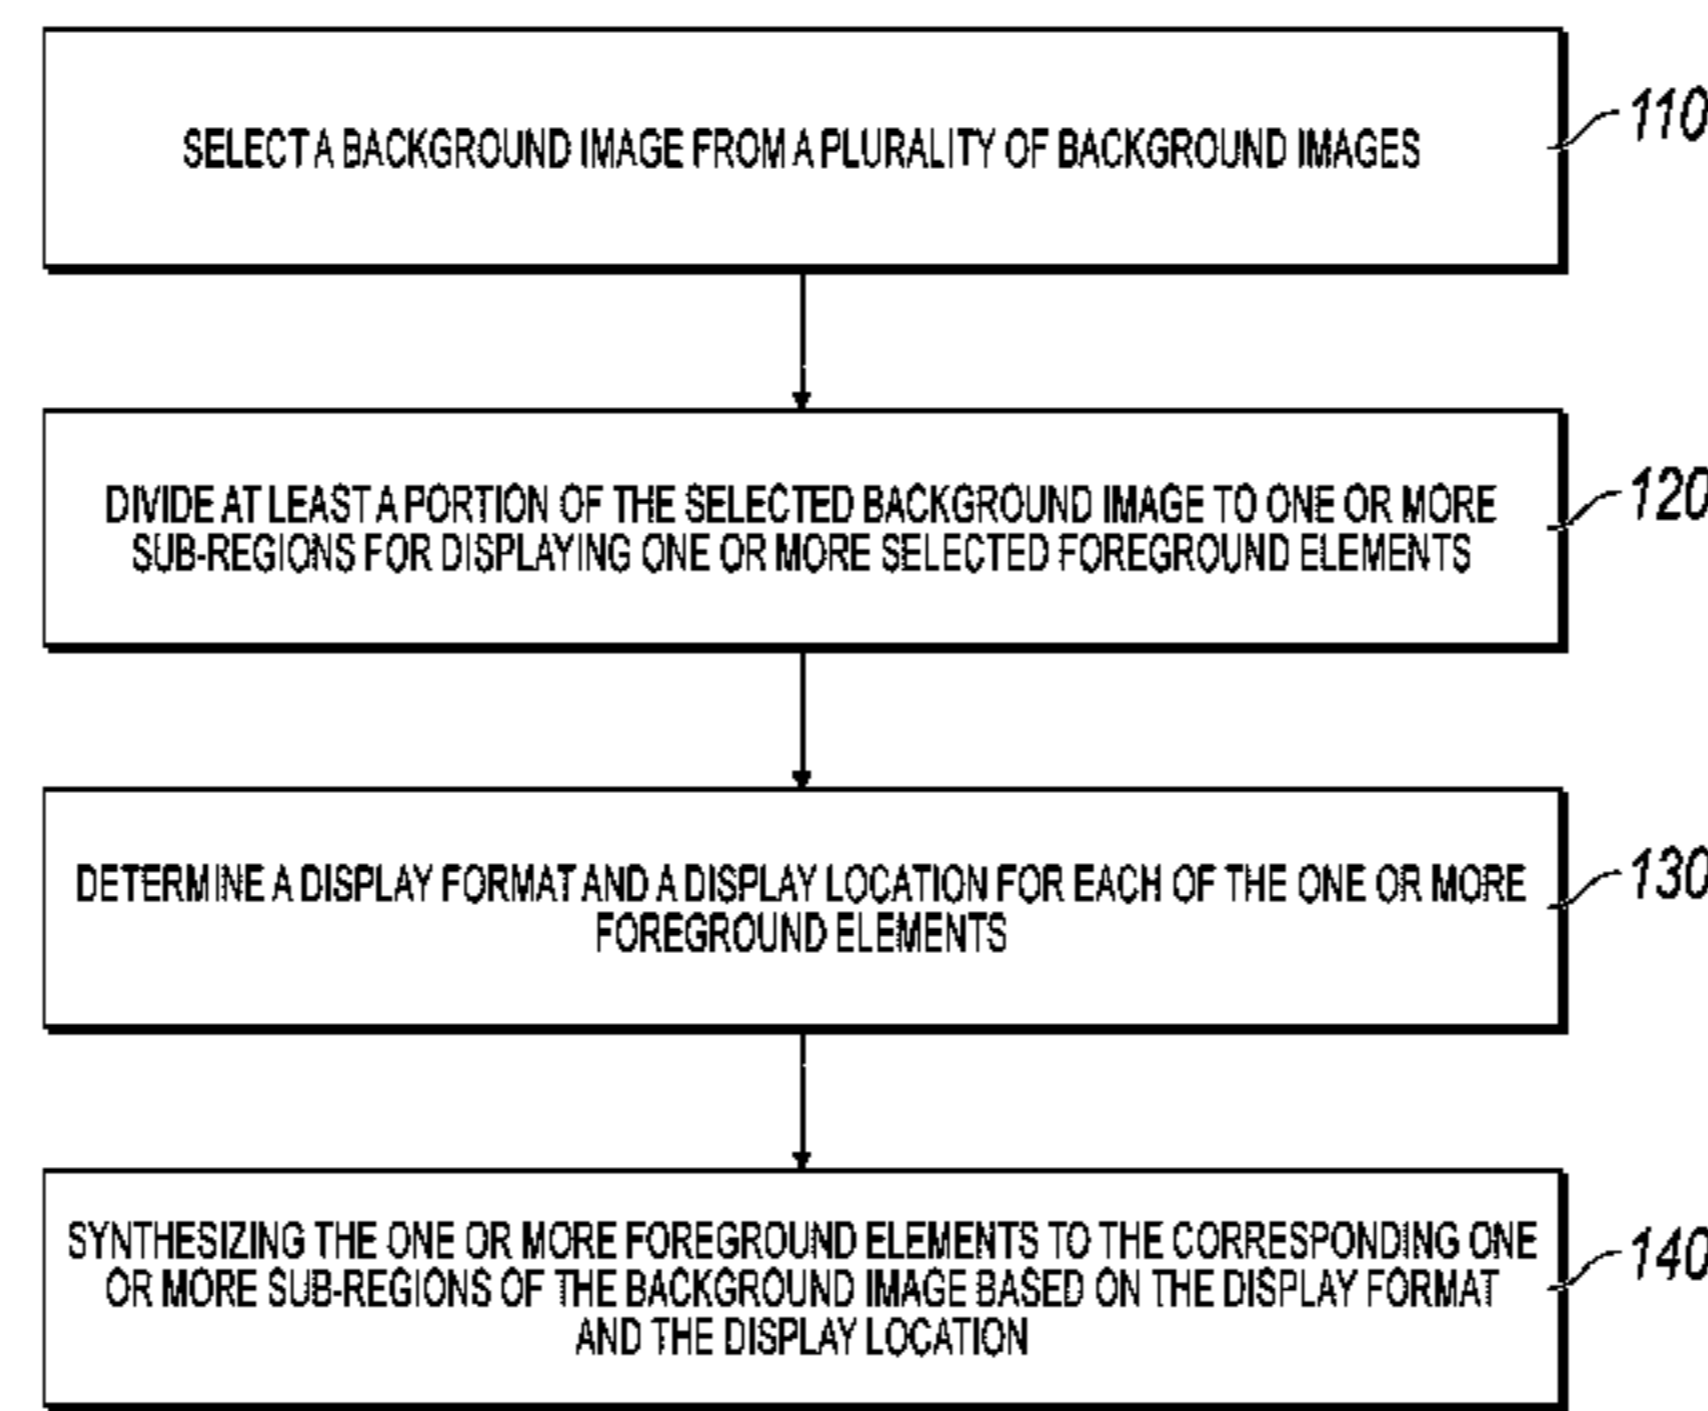 SELECT A BACKGROUND IMAGE FROM A PLURALITY OF BACKGROUND IMAGES
110
DIVIDE AT LEAST A PORTION OF THE SELECTED BACKGROUND IMAGE TO ONE OR MORE
SUB-REGIONS FOR DISPLAYING ONE OR MORE SELECTED FOREGROUND ELEMENTS
120
DETERMINE A DISPLAY FORMAT AND A DISPLAY LOCATION FOR EACH OF THE ONE OR MORE
FOREGROUND ELEMENTS
130
SYNTHESIZING THE ONE OR MORE FOREGROUND ELEMENTS TO THE CORRESPONDING ONE
OR MORE SUB-REGIONS OF THE BACKGROUND IMAGE BASED ON THE DISPLAY FORMAT
AND THE DISPLAY LOCATION
140